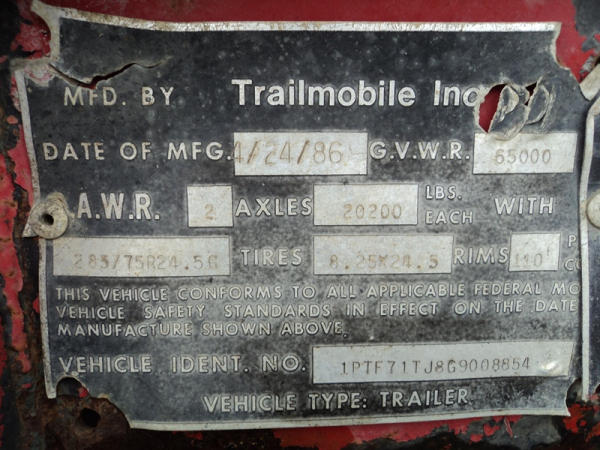 MFD. BY Trailmobile Inc
DATE OF MFG. 4/24/86 G.V.W.R. 65000
.A.W.R. 2 AXLES 20200 LBS. EACH WITH
285/75R24.5G TIRES 8.25X24.5 RIMS 110
THIS VEHICLE CONFORMS TO ALL APPLICABLE FEDERAL MO
VEHICLE SAFETY STANDARDS IN EFFECT ON THE DATE
MANUFACTURE SHOWN ABOVE.
VEHICLE IDENT. NO. 1PTF71TJ8G9008854
VEHICLE TYPE: TRAILER